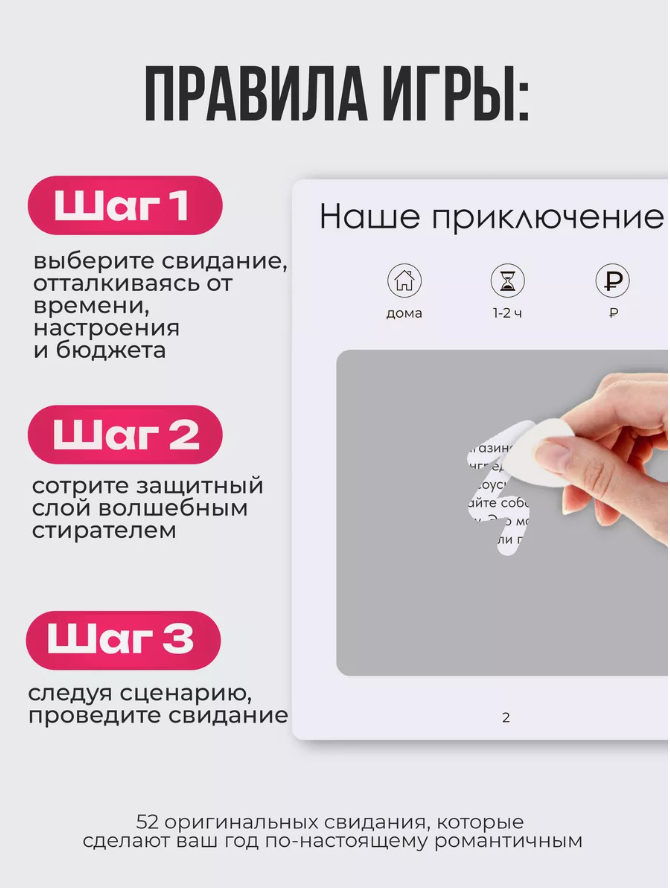 ПРАВИЛА ИГРЫ:
Шаг 1
выберите свидание,
отталкиваясь от
времени,
настроения
и бюджета
Шаг 2
сотрите защитный
слой волшебным
стирателем
Шаг 3
следуя сценарию,
проведите свидание
Наше приключение
дома
1-2 ч
₽
₽
2
52 оригинальных свидания, которые
сделают ваш год по-настоящему романтичным